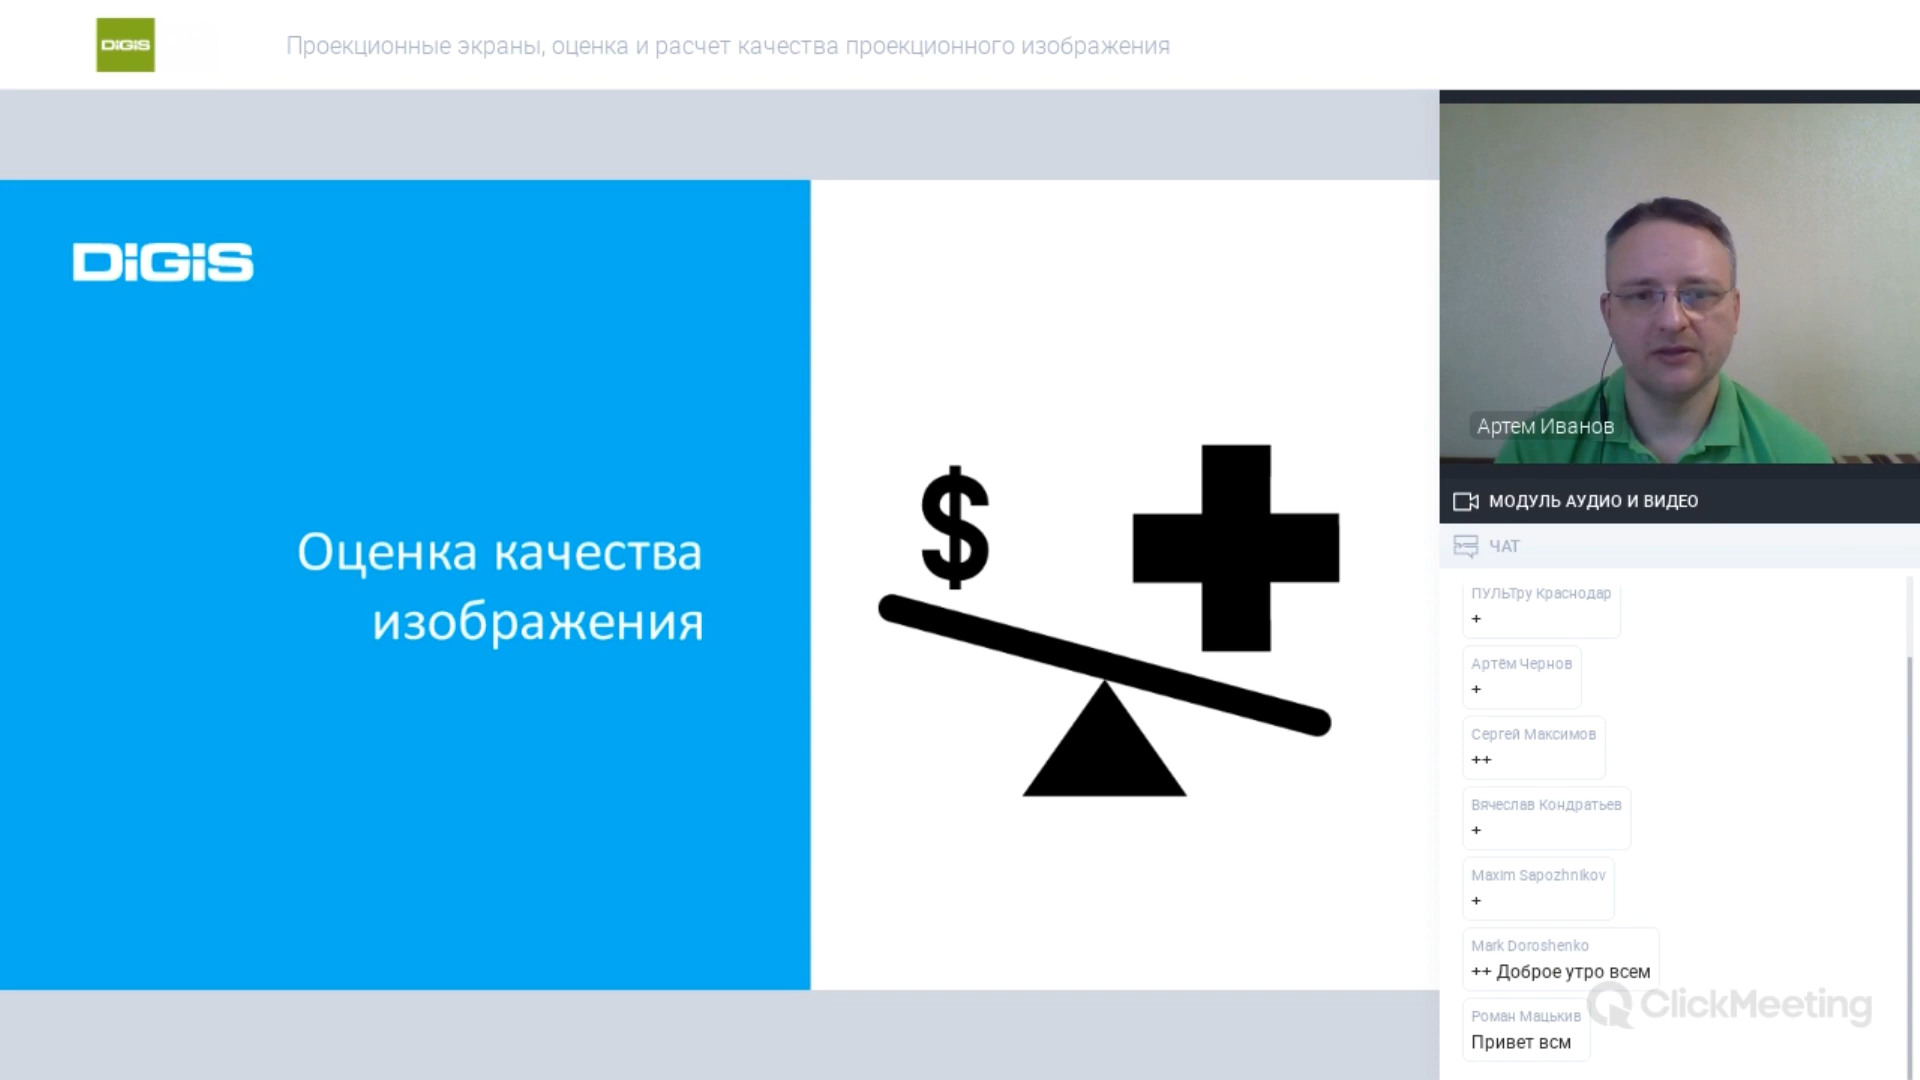 DiGiS
Проекционные экраны, оценка и расчет качества проекционного изображения
DiGiS
Оценка качества
изображения
$
Артем Иванов
МОДУЛЬ АУДИО И ВИДЕО
ЧАТ
ПУЛЬТру Краснодар
+
Артём Чернов
+
Сергей Максимов
++
Вячеслав Кондратьев
+
Maxim Sapozhnikov
+
Mark Doroshenko
++ Доброе утро всем
Роман Мацькив
Привет всм
ClickMeeting